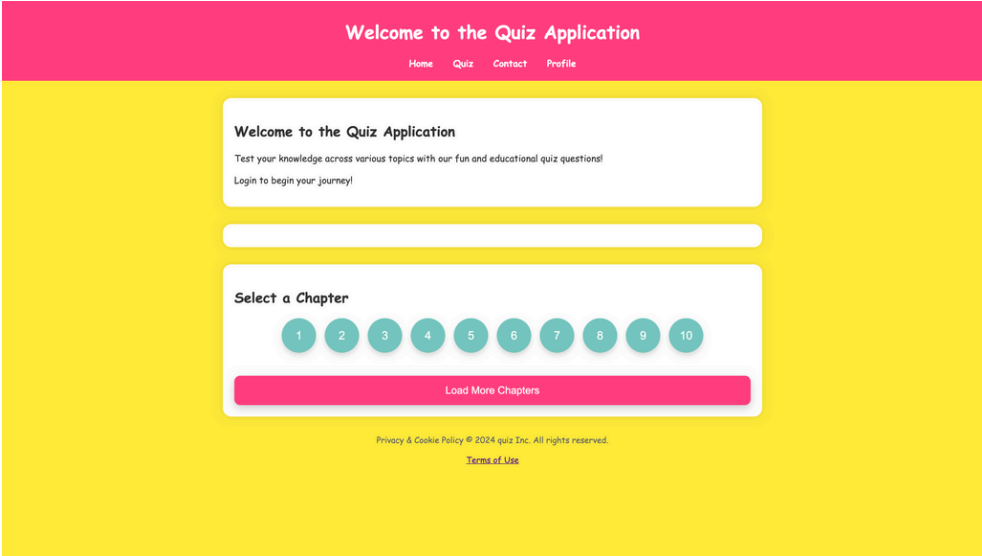 Welcome to the Quiz Application
Home Quiz Contact Profile
Welcome to the Quiz Application
Test your knowledge across various topics with our fun and educational quiz questions!
Login to begin your journey!
Select a Chapter
1 2 3 4 5 6 7 8 9 10
Load More Chapters
Privacy & Cookie Policy © 2024 quiz Inc. All rights reserved.
Terms of Use